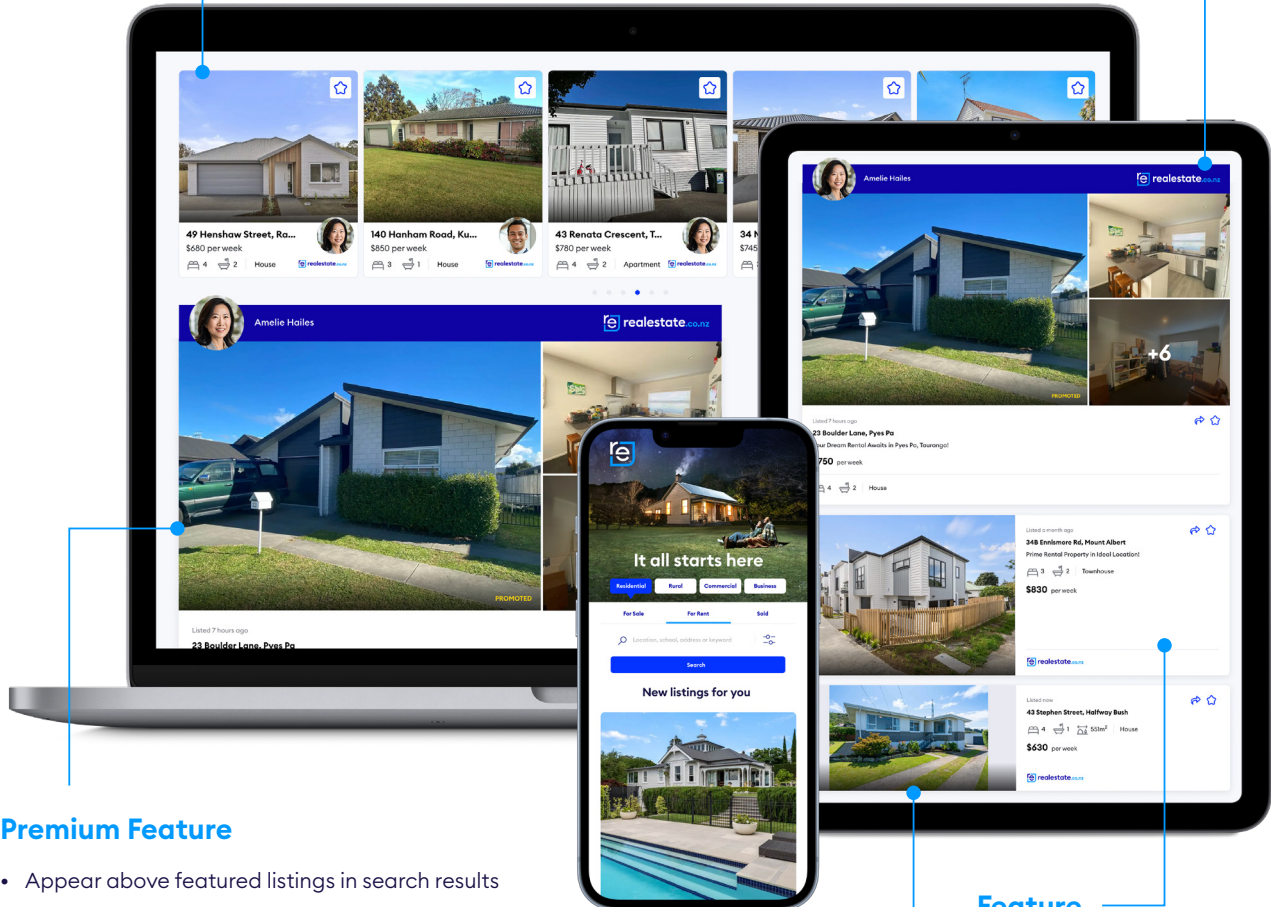 49 Henshaw Street, Ra...
$680 per week
4 2 House realestate.co.nz
140 Hanham Road, Ku...
$850 per week
3 1 House realestate.co.nz
43 Renata Crescent, T...
$780 per week
4 2 Apartment realestate.co.nz
34
$745
Amelie Hailes re realestate.co.nz
PROMOTED
Listed 7 hours ago
23 Boulder Lane, Pyes Pa
re
It all starts here
Residential Rural Commercial Business
For Sale For Rent Sold
Location, school, address or keyword
Search
New listings for you
Amelie Hailes re realestate.co.nz
+6
PROMOTED
Listed 7 hours ago
23 Boulder Lane, Pyes Pa
our Dream Rental Awaits in Pyes Pa, Tauranga!
750 per week
4 2 House
Listed a month ago
34B Ennismore Rd, Mount Albert
Prime Rental Property in Ideal Location!
3 2 Townhouse
$830 per week
realestate.co.nz
Listed now
43 Stephen Street, Halfway Bush
4 1 551m² House
$630 per week
realestate.co.nz
Premium Feature
• Appear above featured listings in search results
Feature